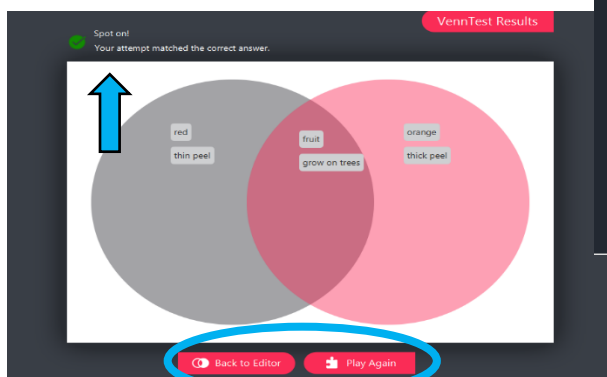 VennTest Results
Spot on!
Your attempt matched the correct answer.
red
thin peel
fruit
grow on trees
orange
thick peel
Back to Editor
Play Again